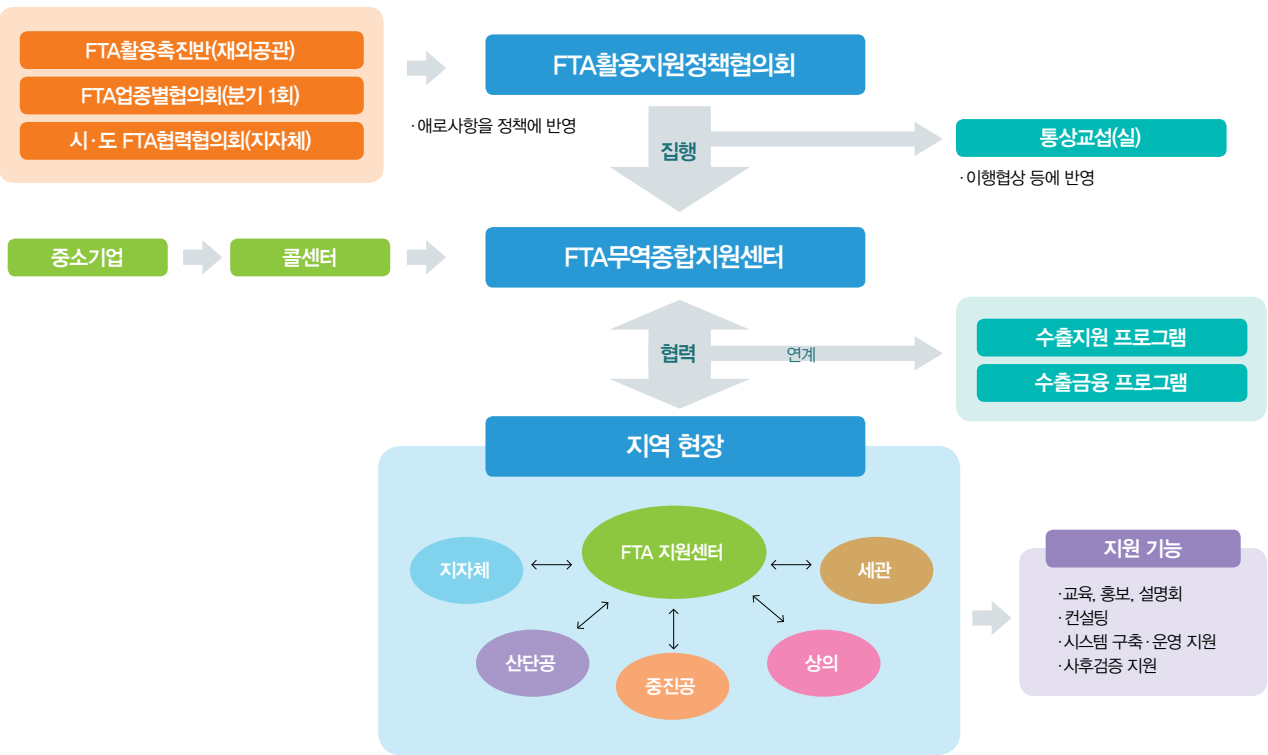 FTA활용촉진반(재외공관)
FTA업종별협의회(분기 1회)
시·도 FTA협력협의회(지자체)
·애로사항을 정책에 반영
FTA활용지원정책협의회
집행
통상교섭(실)
·이행협상 등에 반영
중소기업
콜센터
FTA무역종합지원센터
협력
연계
수출지원 프로그램
수출금융 프로그램
지역 현장
FTA 지원센터
지자체
세관
산단공
중진공
상의
지원 기능
·교육, 홍보, 설명회
·컨설팅
·시스템 구축·운영 지원
·사후검증 지원